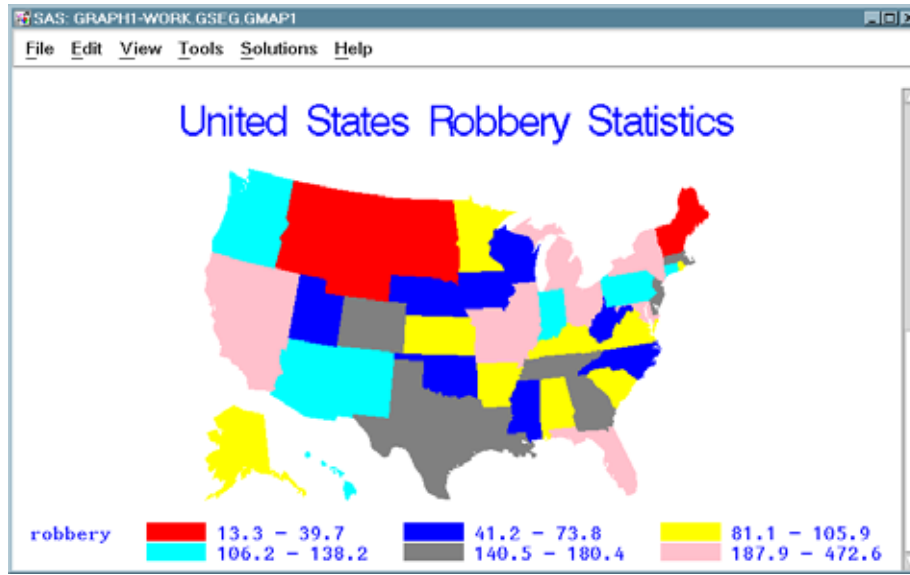 SAS: GRAPH1-WORK.GSEG.GMAP1
File Edit View Tools Solutions Help
United States Robbery Statistics
robbery 13.3 - 39.7 41.2 - 73.8 81.1 - 105.9
106.2 - 138.2 140.5 - 180.4 187.9 - 472.6